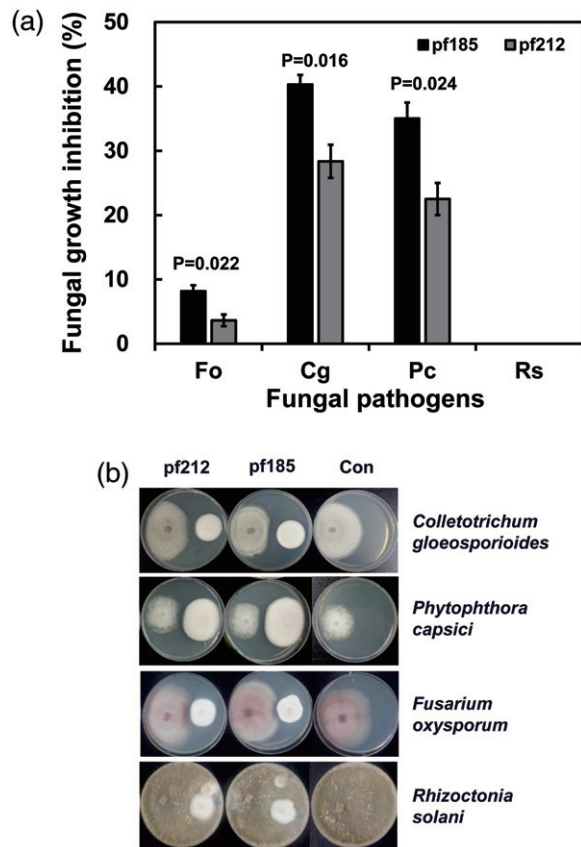 (a)
Fungal growth inhibition (%)
50
40
30
20
10
0
pf185 pf212
P=0.022
P=0.016
P=0.024
Fo Cg Pc Rs
Fungal pathogens
(b)
pf212 pf185 Con
Colletotrichum
gloeosporioides
Phytophthora
capsici
Fusarium
oxysporum
Rhizoctonia
solani